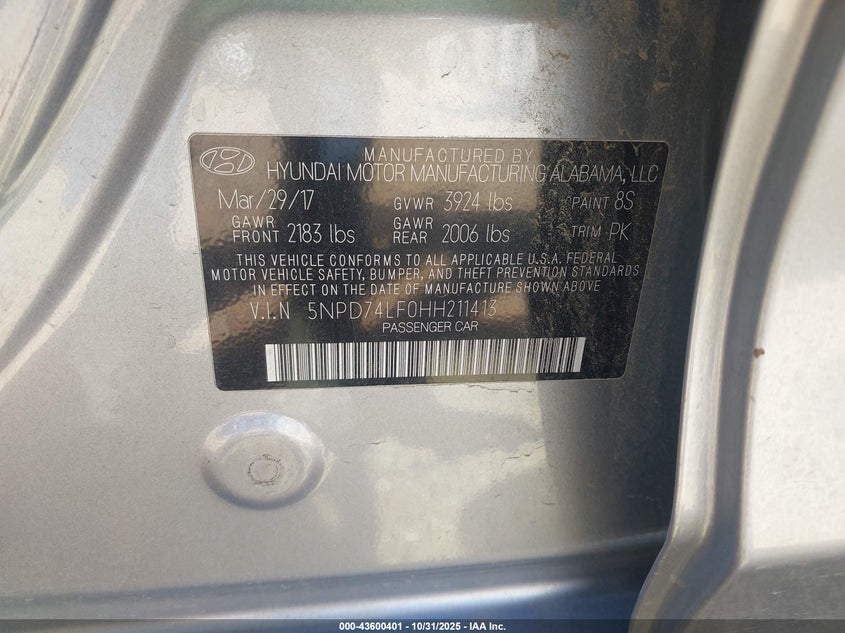 MANUFACTURED BY
HYUNDAI MOTOR MANUFACTURING ALABAMA, LLC
Mar/29/17 GVWR 3924 lbs PAINT 8S
GAWR FRONT 2183 lbs GAWR REAR 2006 lbs TRIM PK
THIS VEHICLE CONFORMS TO ALL APPLICABLE U.S.A. FEDERAL
MOTOR VEHICLE SAFETY, BUMPER, AND THEFT PREVENTION STANDARDS
IN EFFECT ON THE DATE OF MANUFACTURE SHOWN ABOVE
V.I.N 5NPD74LF0HH211413
PASSENGER CAR
000-43600401 - 10/31/2025 - IAA Inc.